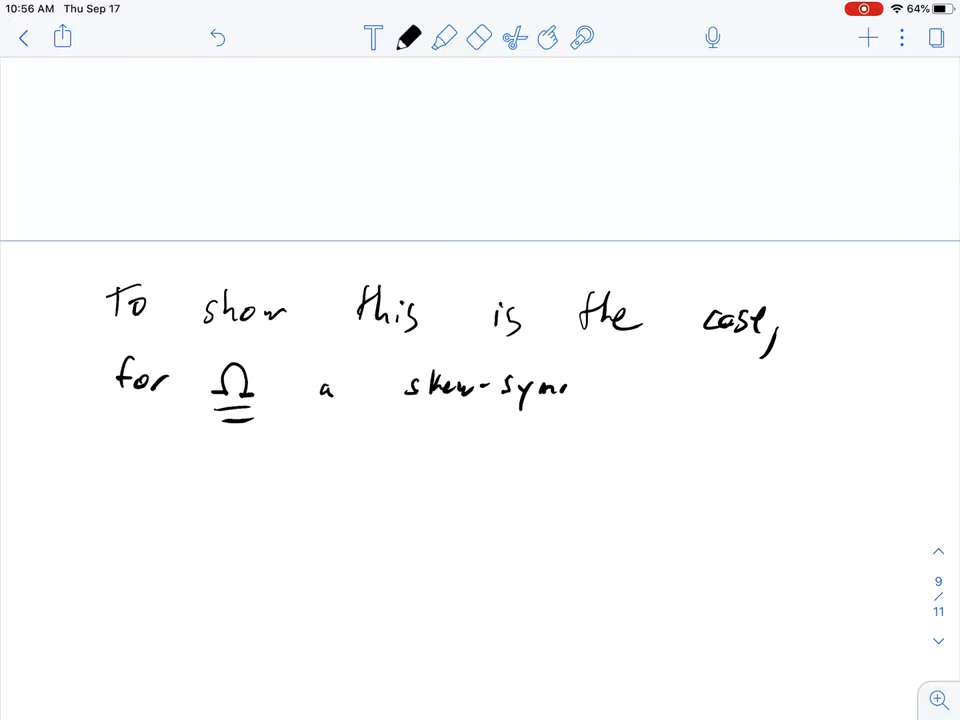 10:56 AM Thu Sep 17
64%
To show this is the case,
for Ω a skew-sym
9
/
11